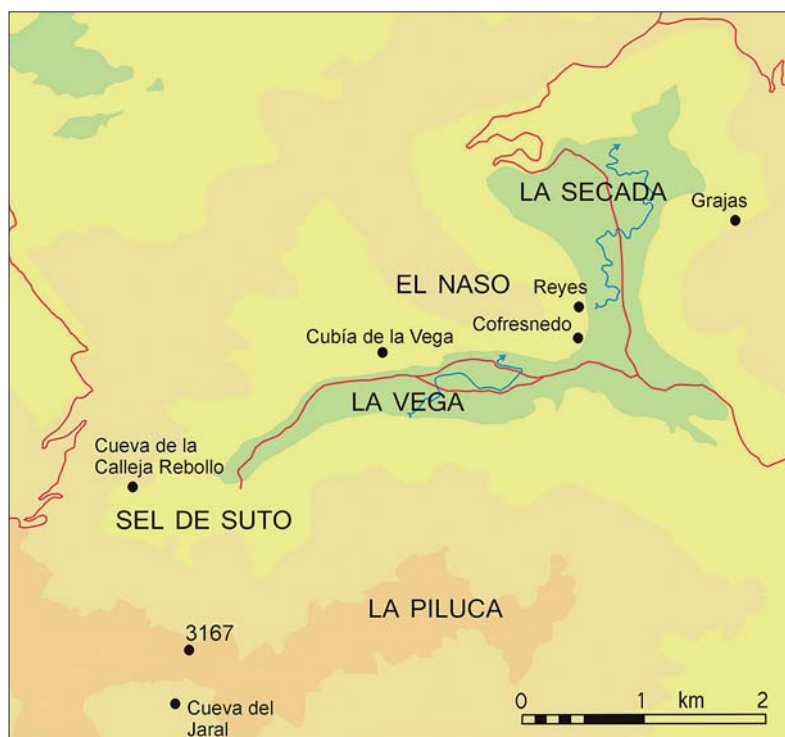 LA SECADA
Grajas
EL NASO
Reyes
Cofresnedo
Cubía de la Vega
LA VEGA
Cueva de la
Calleja Rebollo
SEL DE SUTO
LA PILUCA
3167
Cueva del
Jaral
0 1 km 2